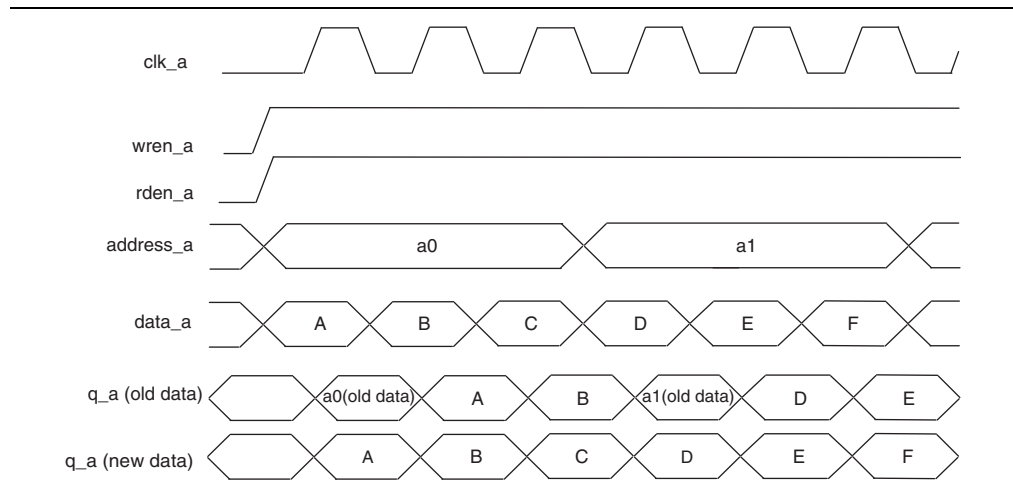 clk_a
wren_a
rden_a
address_a a0 a1
data_a A B C D E F
q_a (old data) a0(old data) A B a1(old data) D E
q_a (new data) A B C D E F